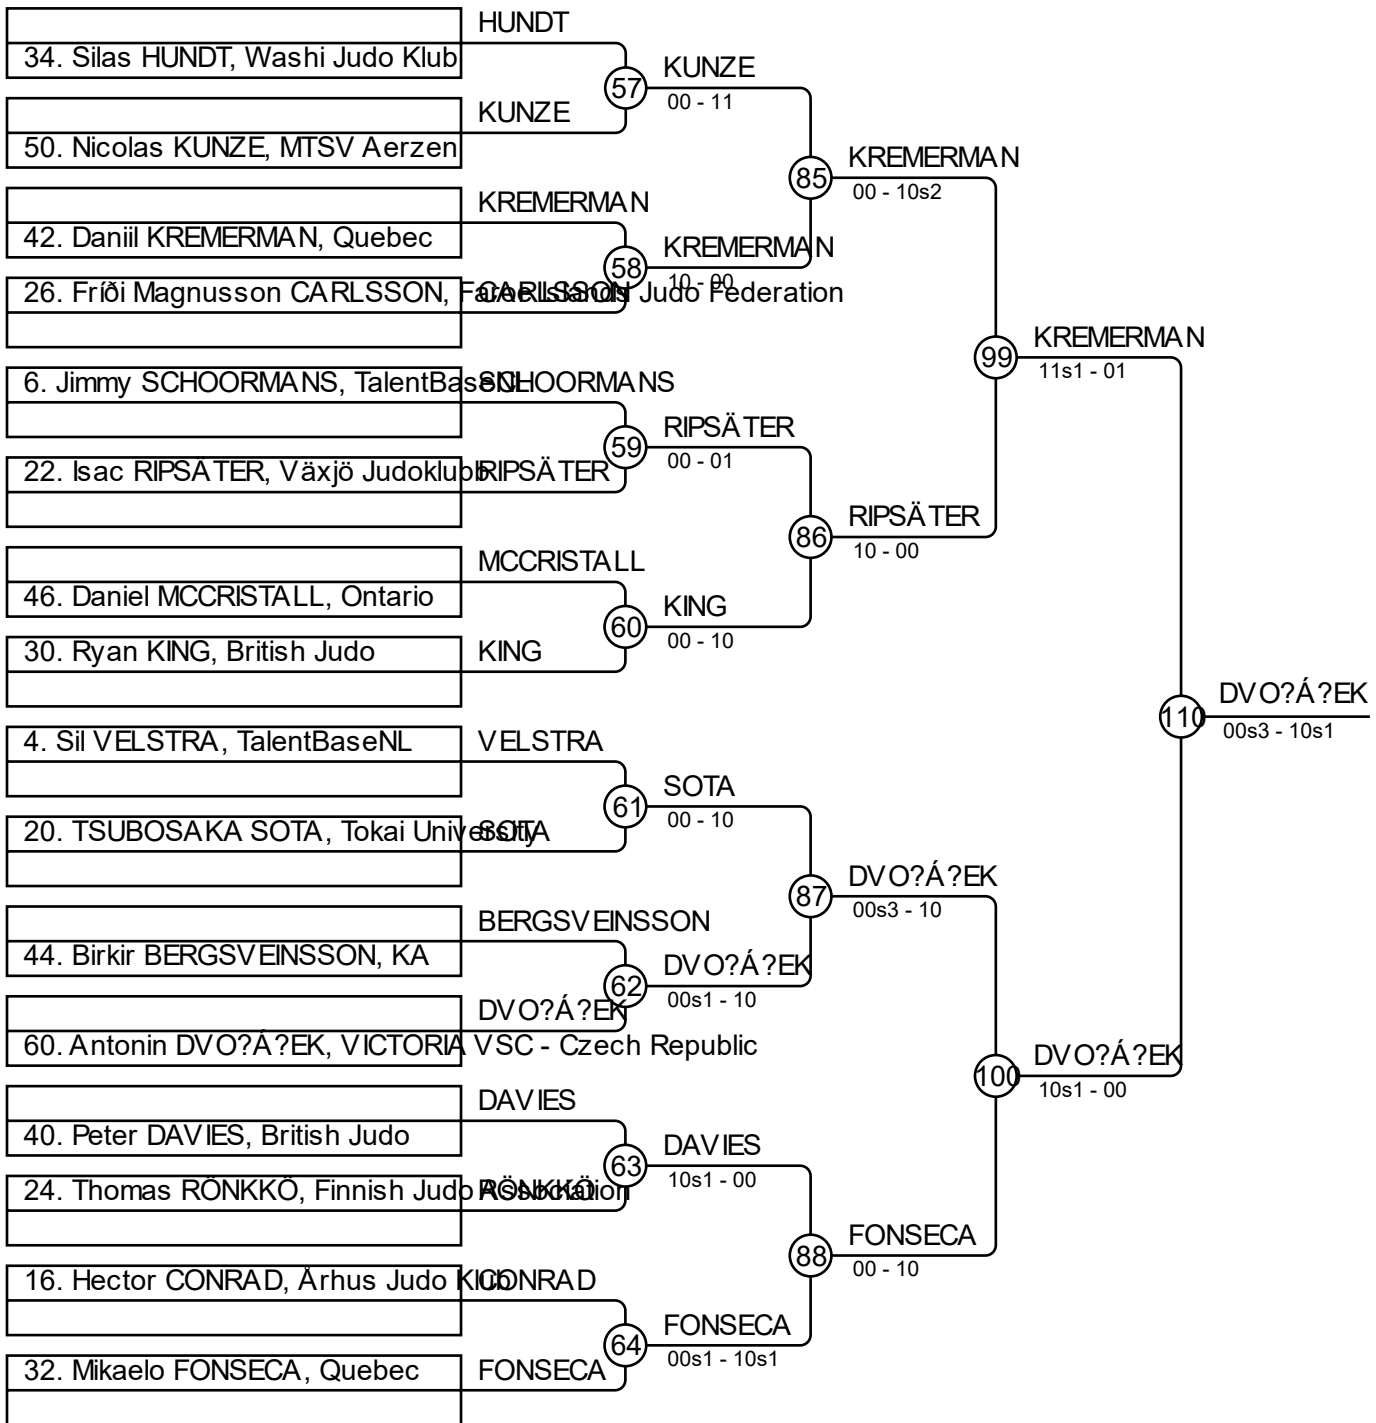 HUNDT
34. Silas HUNDT, Washi Judo Klub
57
KUNZE
00 - 11
KUNZE
50. Nicolas KUNZE, MTSV Aerzen
85
KREMERMAN
00 - 10s2
KREMERMAN
42. Daniil KREMERMAN, Quebec
58
KREMERMAN
10 - 00
26. Fríði Magnusson CARLSSON, Faroe Islands Judo Federation
CARLSSON
99
KREMERMAN
11s1 - 01
6. Jimmy SCHOORMANS, TalentBaseNL
SCHOORMANS
59
RIPSÄTER
00 - 01
22. Isac RIPSÄTER, Växjö Judoklubb
RIPSÄTER
86
RIPSÄTER
10 - 00
MCCRISTALL
46. Daniel MCCRISTALL, Ontario
60
KING
00 - 10
30. Ryan KING, British Judo
KING
110
DVO?Á?EK
00s3 - 10s1
4. Sil VELSTRA, TalentBaseNL
VELSTRA
61
SOTA
00 - 10
20. TSUBOSAKA SOTA, Tokai University
SOTA
87
DVO?Á?EK
00s3 - 10
BERGSVEINSSON
44. Birkir BERGSVEINSSON, KA
62
DVO?Á?EK
00s1 - 10
DVO?Á?EK
60. Antonin DVO?Á?EK, VICTORIA VSC - Czech Republic
100
DVO?Á?EK
10s1 - 00
DAVIES
40. Peter DAVIES, British Judo
63
DAVIES
10s1 - 00
24. Thomas RÖNKKÖ, Finnish Judo Association
RÖNKKÖ
88
FONSECA
00 - 10
16. Hector CONRAD, Århus Judo Klub
CONRAD
64
FONSECA
00s1 - 10s1
32. Mikaelo FONSECA, Quebec
FONSECA